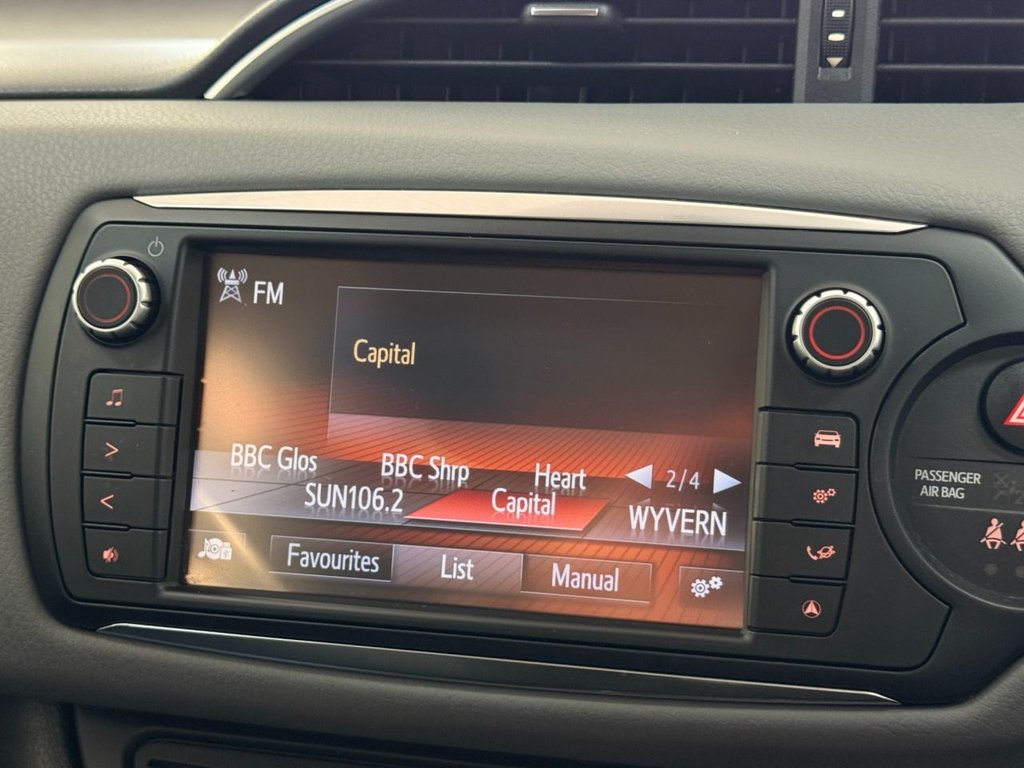 FM
Capital
BBC Glos BBC Shrp Heart 2/4
SUN106.2 Capital WYVERN
Favourites List Manual
PASSENGER
AIR BAG